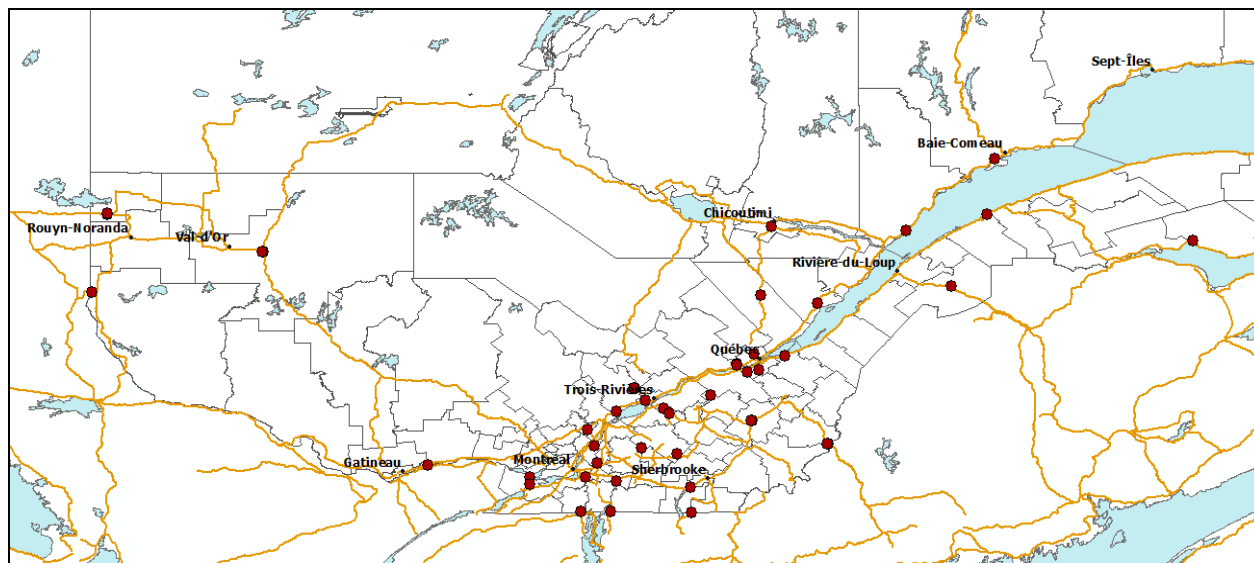 Sept-Îles
Baie-Comeau
Chicoutimi
Rouyn-Noranda
Val-d'Or
Rivière-du-Loup
Québec
Trois-Rivières
Montréal
Gatineau
Sherbrooke